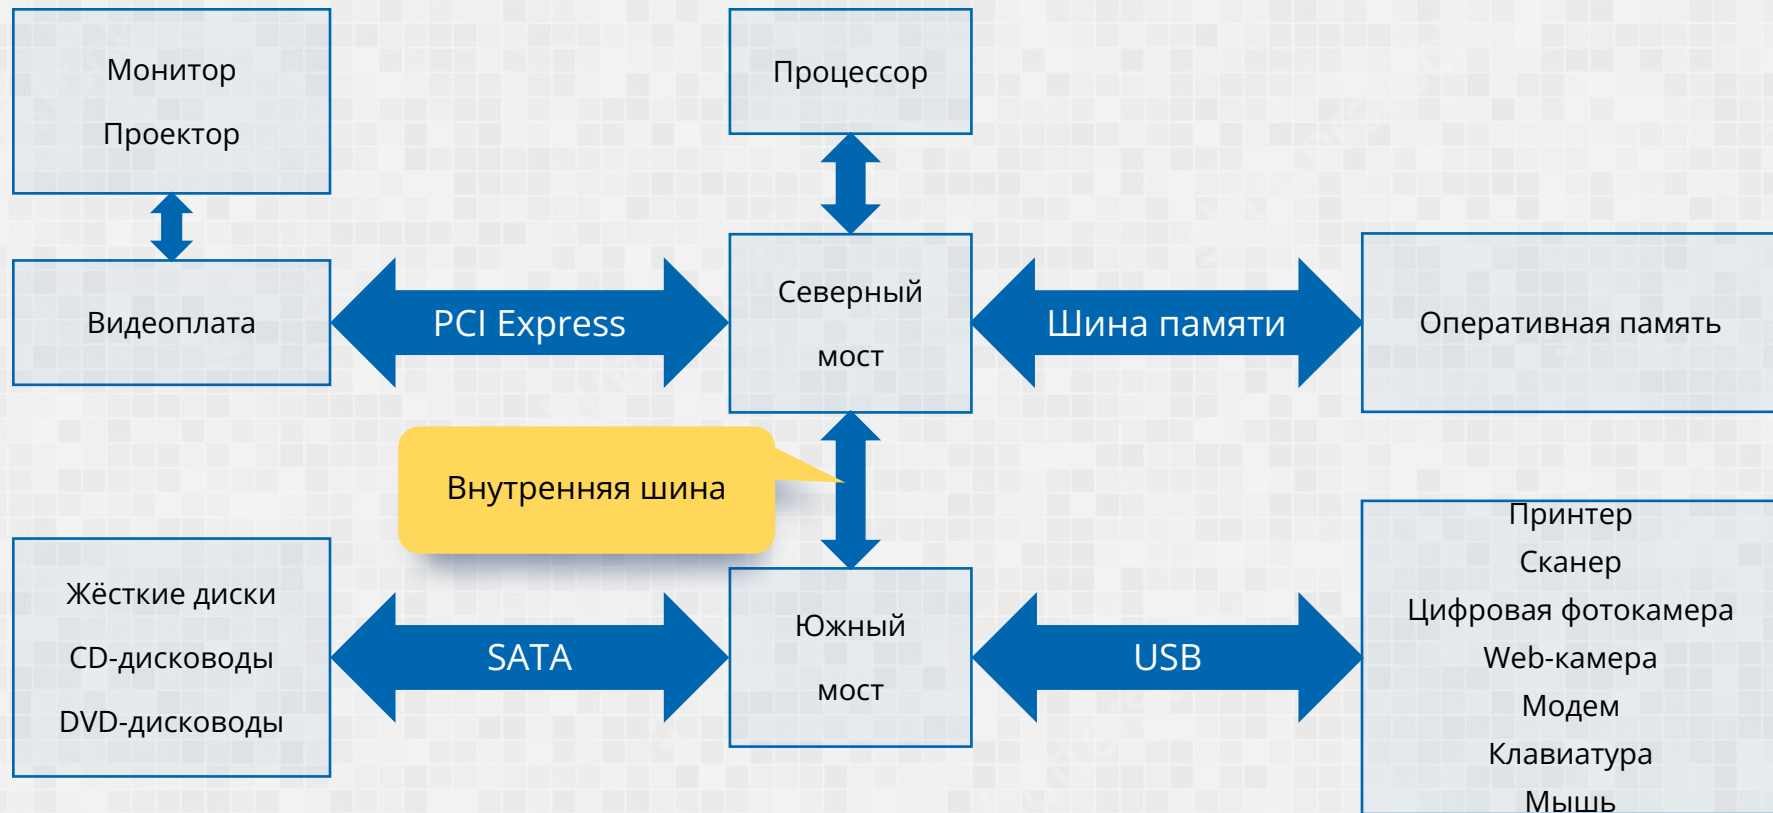 Монитор
Проектор
Процессор
Видеоплата
PCI Express
Северный
мост
Шина памяти
Оперативная память
Внутренняя шина
Жёсткие диски
CD-дисководы
DVD-дисководы
SATA
Южный
мост
USB
Принтер
Сканер
Цифровая фотокамера
Web-камера
Модем
Клавиатура
Мышь